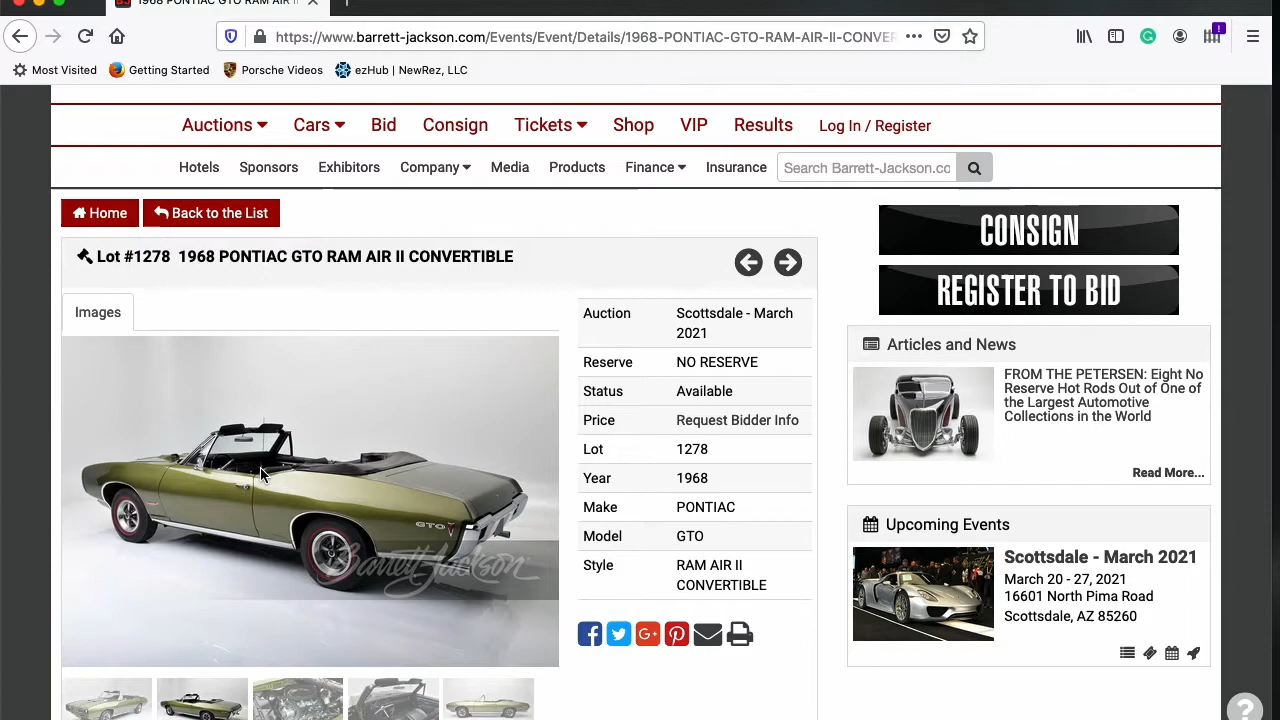 1968 PONTIAC GTO RAM AIR II
https://www.barrett-jackson.com/Events/Event/Details/1968-PONTIAC-GTO-RAM-AIR-II-CONVER
Most Visited Getting Started Porsche Videos ezHub | NewRez, LLC
Auctions Cars Bid Consign Tickets Shop VIP Results Log In / Register
Hotels Sponsors Exhibitors Company Media Products Finance Insurance Search Barrett-Jackson.co
Home Back to the List
Lot #1278 1968 PONTIAC GTO RAM AIR II CONVERTIBLE
Images
Auction Scottsdale - March
2021
Reserve NO RESERVE
Status Available
Price Request Bidder Info
Lot 1278
Year 1968
Make PONTIAC
Model GTO
Style RAM AIR II
CONVERTIBLE
GTO
Barrett-Jackson
CONSIGN
REGISTER TO BID
Articles and News
FROM THE PETERSEN: Eight No
Reserve Hot Rods Out of One of
the Largest Automotive
Collections in the World
Read More...
Upcoming Events
Scottsdale - March 2021
March 20 - 27, 2021
16601 North Pima Road
Scottsdale, AZ 85260